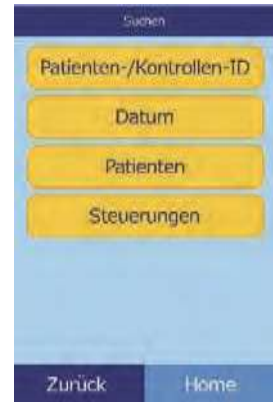 Suchen
Patienten-/Kontrollen-ID
Datum
Patienten
Steuerungen
Zurück
Home